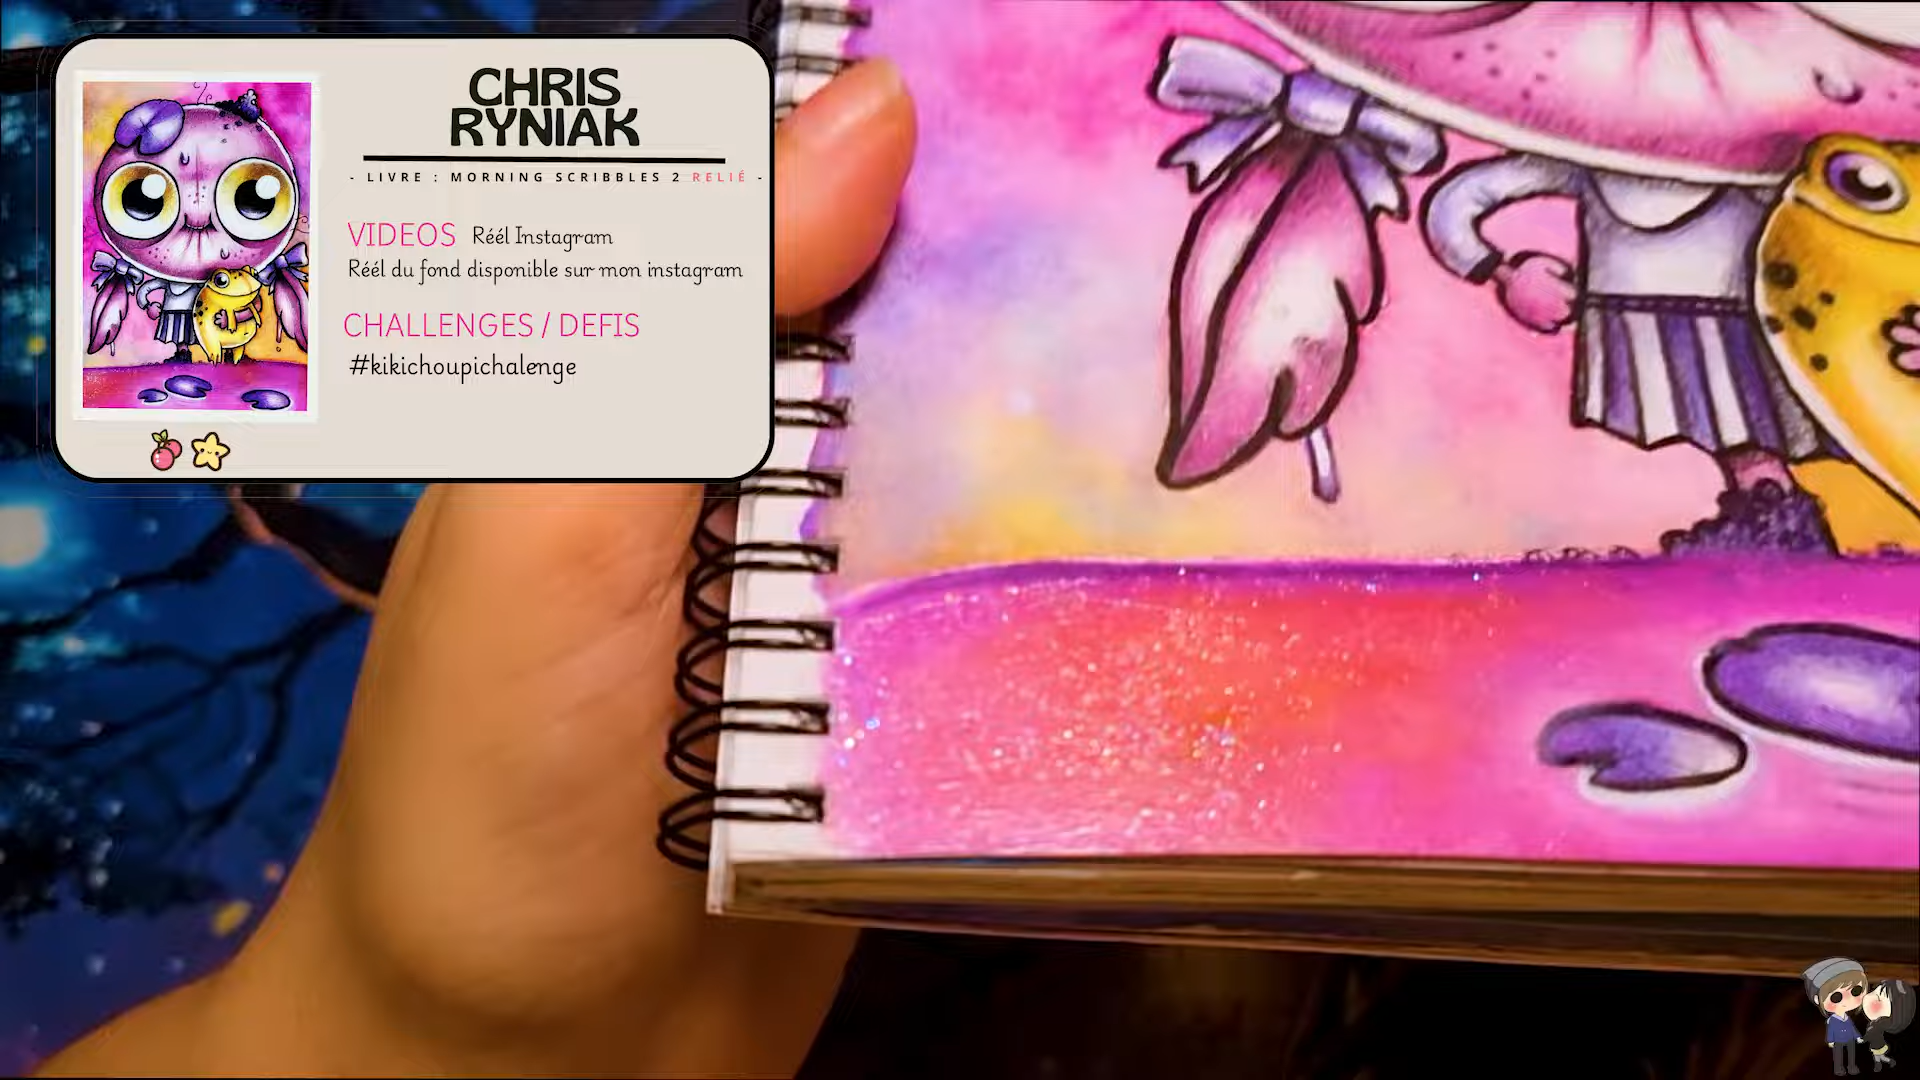 CHRIS
RYNIAK
- LIVRE : MORNING SCRIBBLES 2 RELIÉ -
VIDEOS Réél Instagram
Réél du fond disponible sur mon instagram
CHALLENGES / DEFIS
#kikichoupichalenge